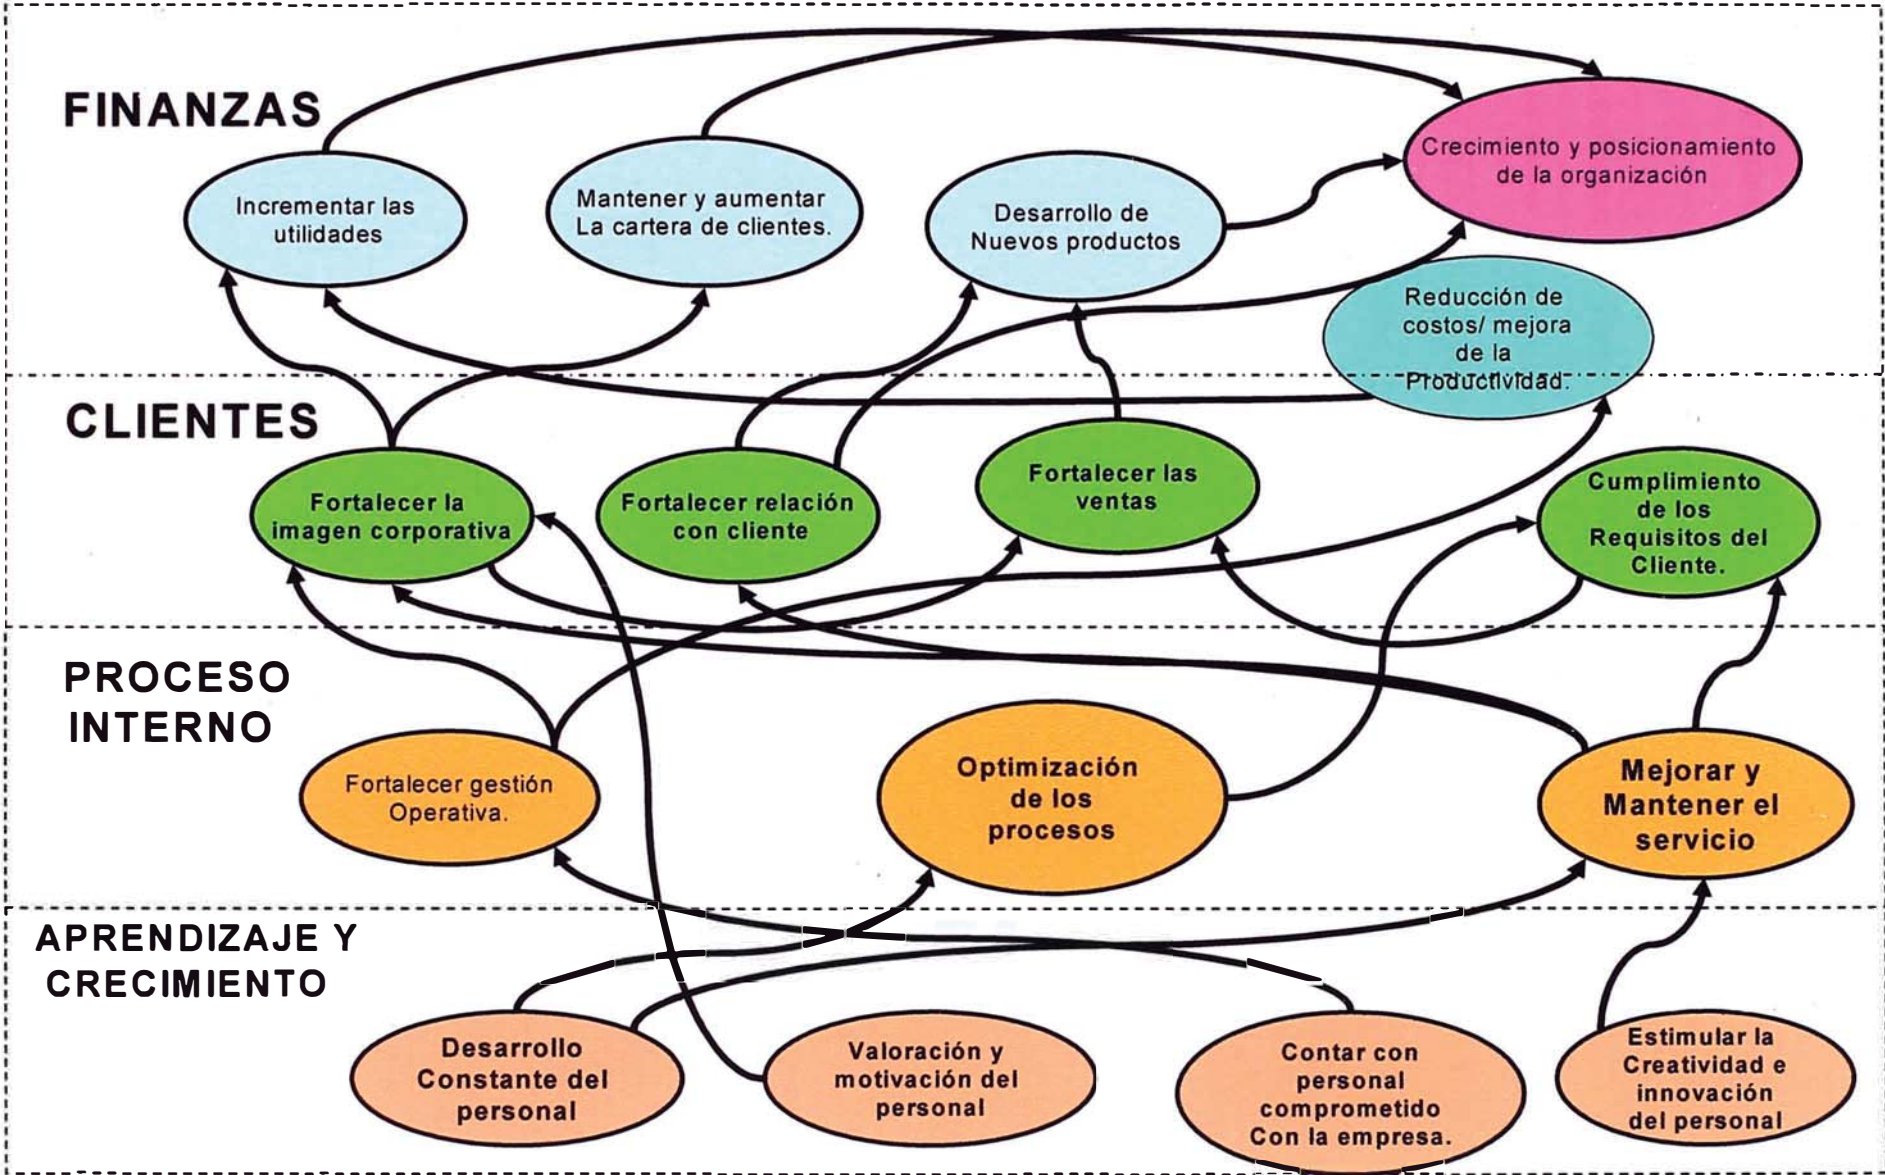 FINANZAS
Incrementar las
utilidades
Mantener y aumentar
La cartera de clientes.
Desarrollo de
Nuevos productos
Crecimiento y posicionamiento
de la organización
Reducción de
costos/ mejora
de la
Productividad.
CLIENTES
Fortalecer la
imagen corporativa
Fortalecer relación
con cliente
Fortalecer las
ventas
Cumplimiento
de los
Requisitos del
Cliente.
PROCESO
INTERNO
Fortalecer gestión
Operativa.
Optimización
de los
procesos
Mejorar y
Mantener el
servicio
APRENDIZAJE Y
CRECIMIENTO
Desarrollo
Constante del
personal
Valoración y
motivación del
personal
Contar con
personal
comprometido
Con la empresa.
Estimular la
Creatividad e
innovación
del personal